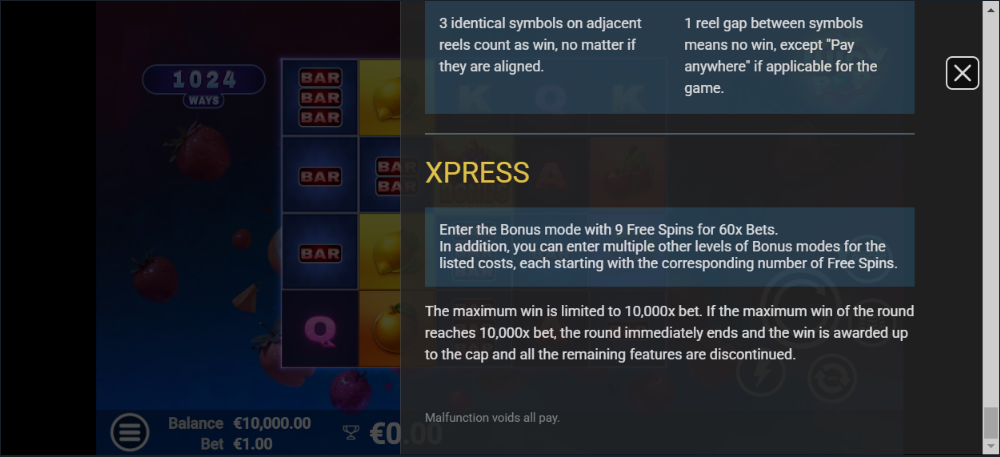 3 identical symbols on adjacent
reels count as win, no matter if
they are aligned.
1 reel gap between symbols
means no win, except "Pay
anywhere" if applicable for the
game.
1024
WAYS
BAR
BAR
BAR
K
Q
K
XPRESS
BAR
BAR
BAR
A
Enter the Bonus mode with 9 Free Spins for 60x Bets.
In addition, you can enter multiple other levels of Bonus modes for the
listed costs, each starting with the corresponding number of Free Spins.
BAR
The maximum win is limited to 10,000x bet. If the maximum win of the round
reaches 10,000x bet, the round immediately ends and the win is awarded up
to the cap and all the remaining features are discontinued.
Q
Malfunction voids all pay.
Balance €10,000.00
Bet €1.00
€0.00